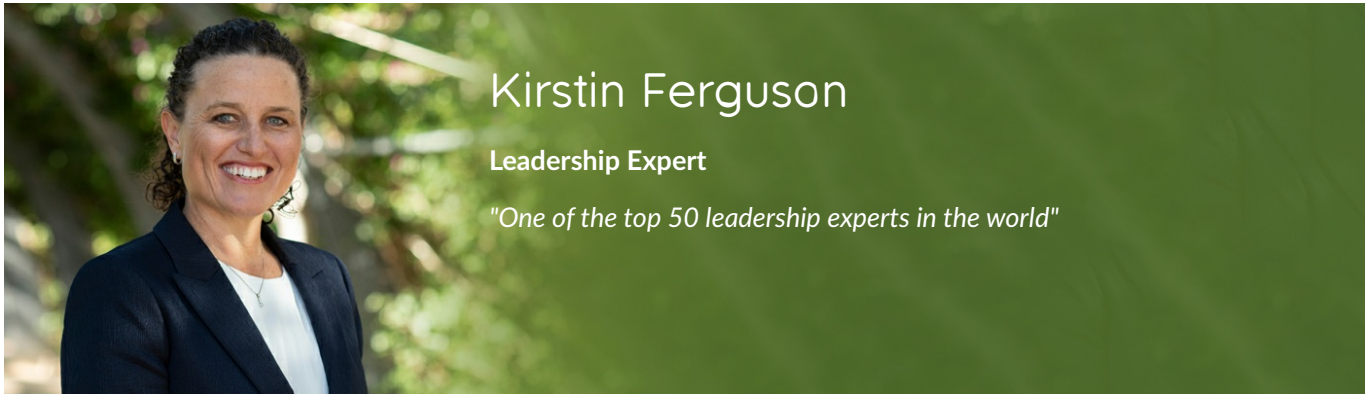 Kirstin Ferguson
Leadership Expert
"One of the top 50 leadership experts in the world"